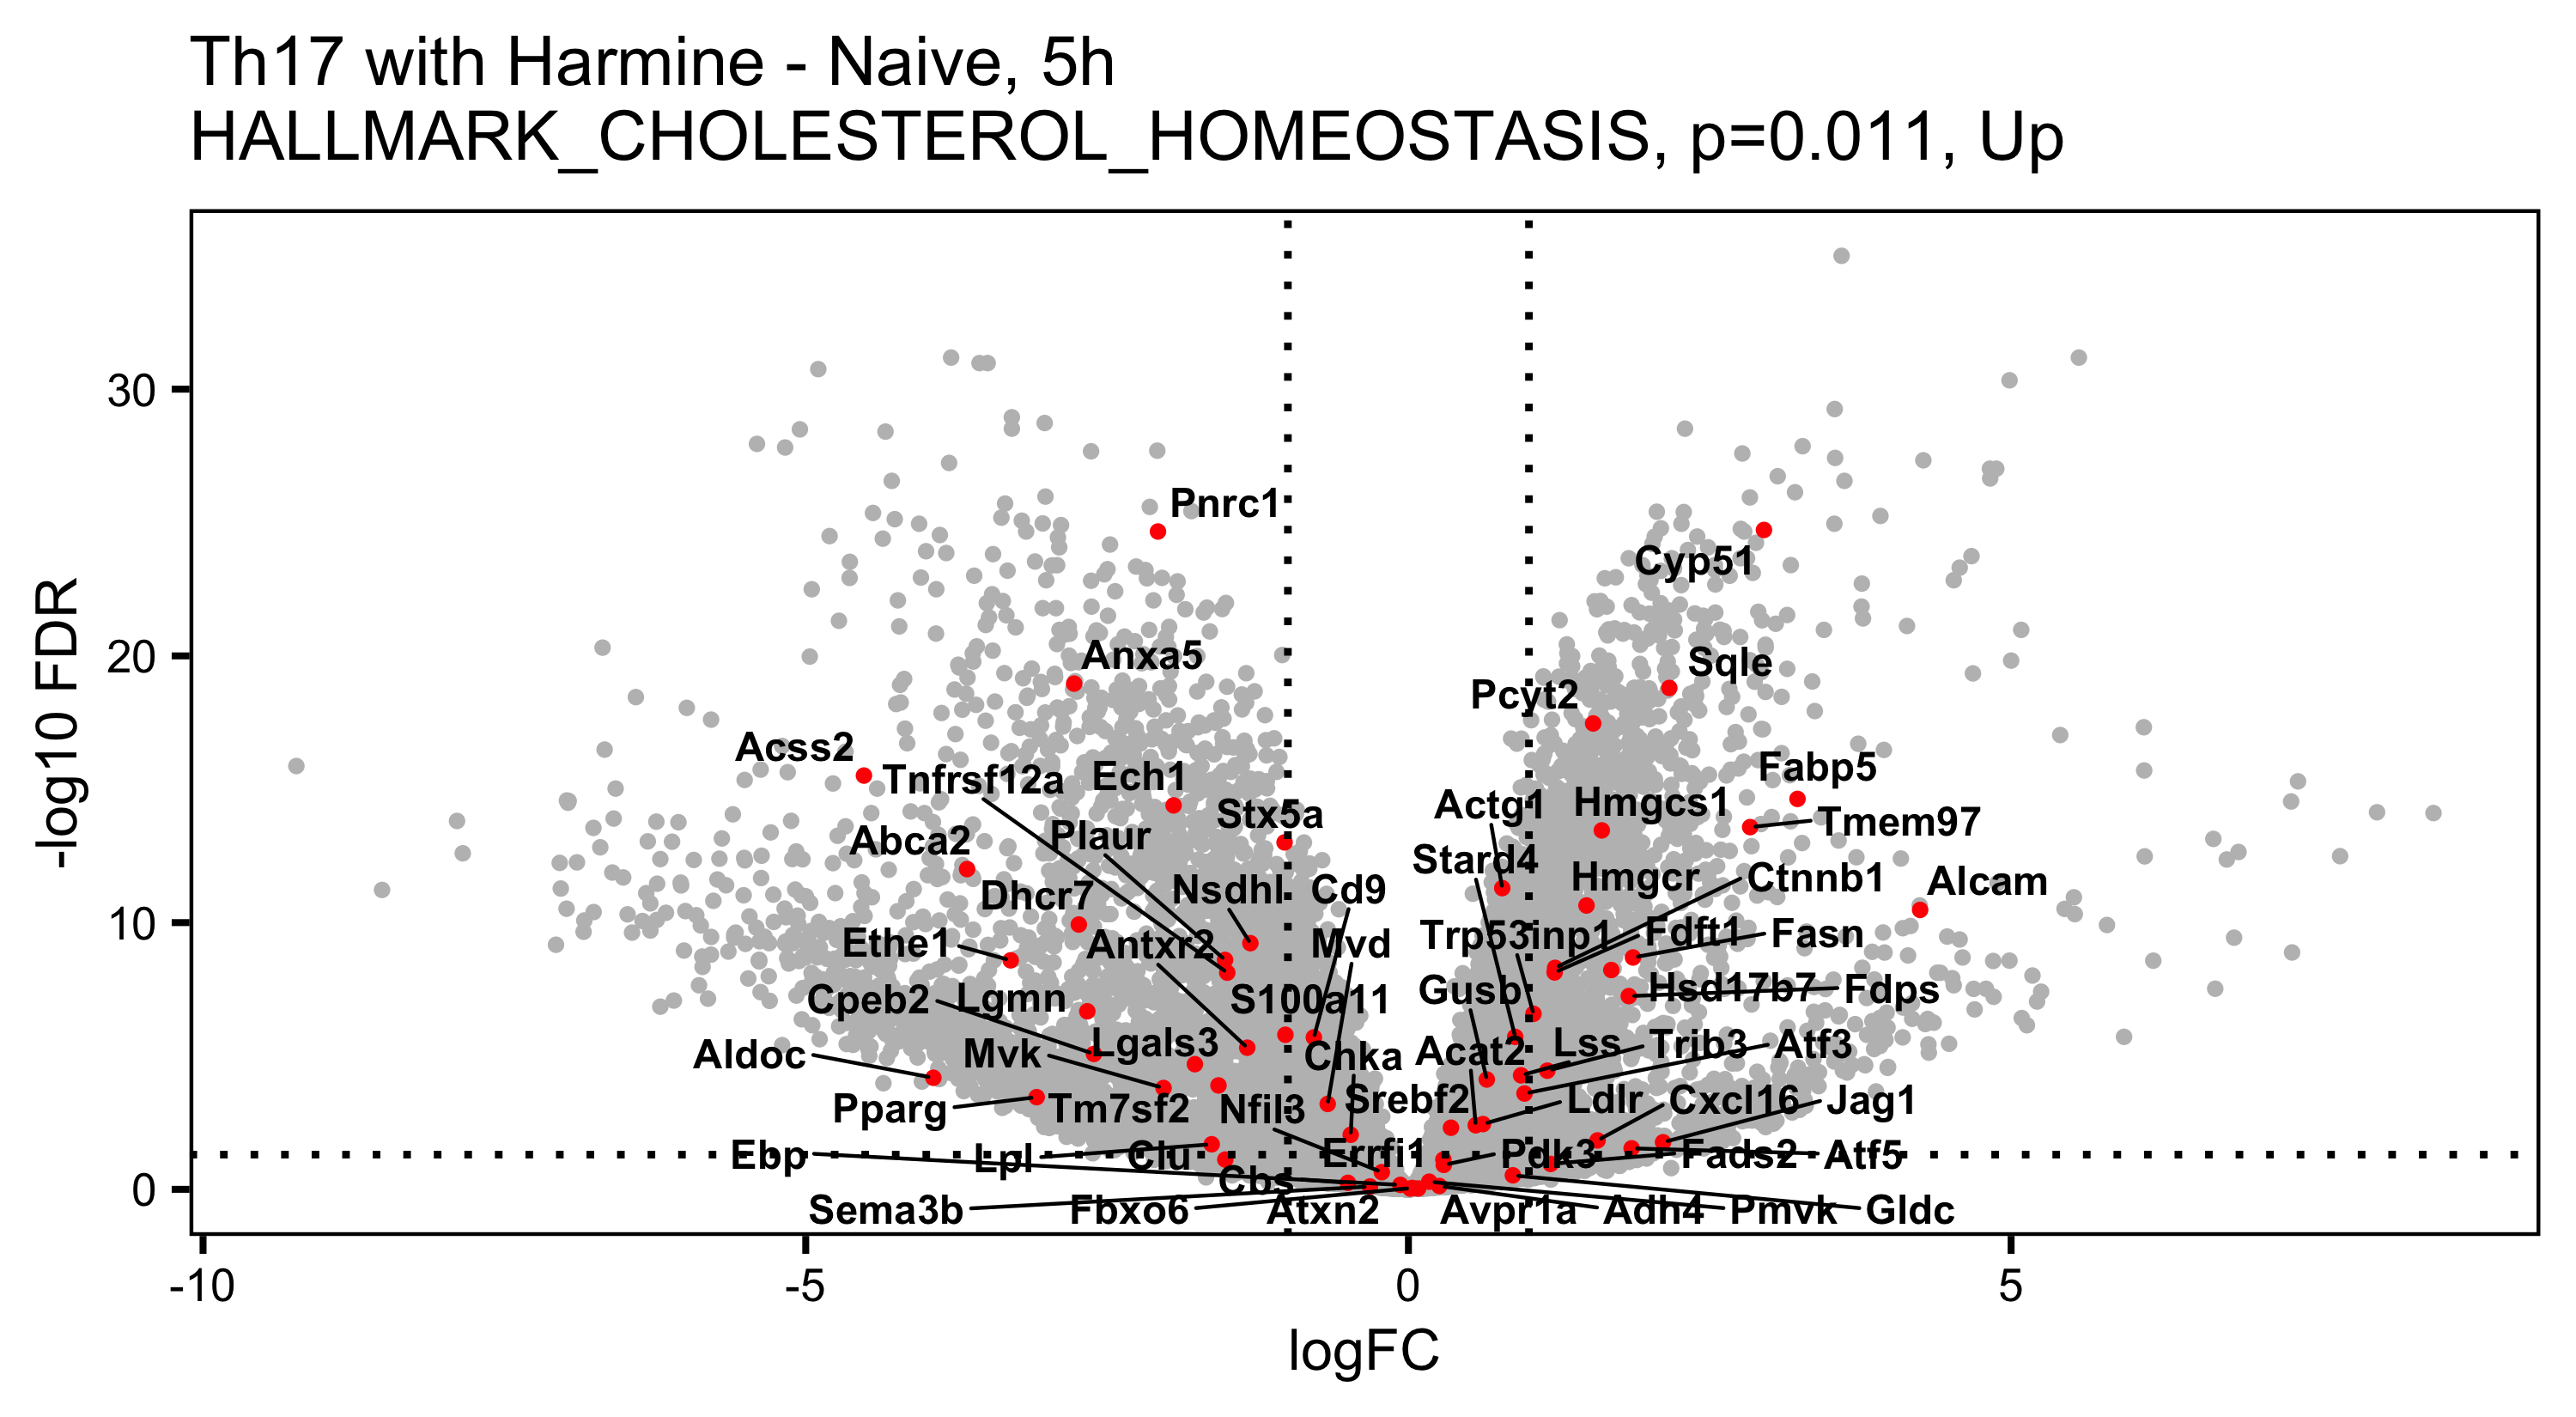 Th17 with Harmine - Naive, 5h
HALLMARK_CHOLESTEROL_HOMEOSTASIS, p=0.011, Up
-log10 FDR
30
20
10
0
Pnrc1
Cyp51
Anxa5
Sqle
Pcyt2
Acss2
Tnfrsf12a
Ech1
Fabp5
Stx5a
Actg1
Hmgcs1
Tmem97
Abca2
Plaur
Stard4
Dhcr7
Nsdhl
Cd9
Hmgcr
Ctnnb1
Alcam
Ethe1
Antxr2
Mvd
Trp53inp1
Fdft1
Fasn
Cpeb2
Lgmn
S100a11
Gusb
Hsd17b7
Fdps
Aldoc
Mvk
Lgals3
Chka
Acat2
Lss
Trib3
Atf3
Pparg
Tm7sf2
Nfil3
Srebf2
Ldlr
Cxcl16
Jag1
Ebp
Lpl
Clu
Errfi1
Pdk3
Fads2
Atf5
Cbs
Sema3b
Fbxo6
Atxn2
Avpr1a
Adh4
Pmvk
Gldc
-10
-5
0
5
logFC